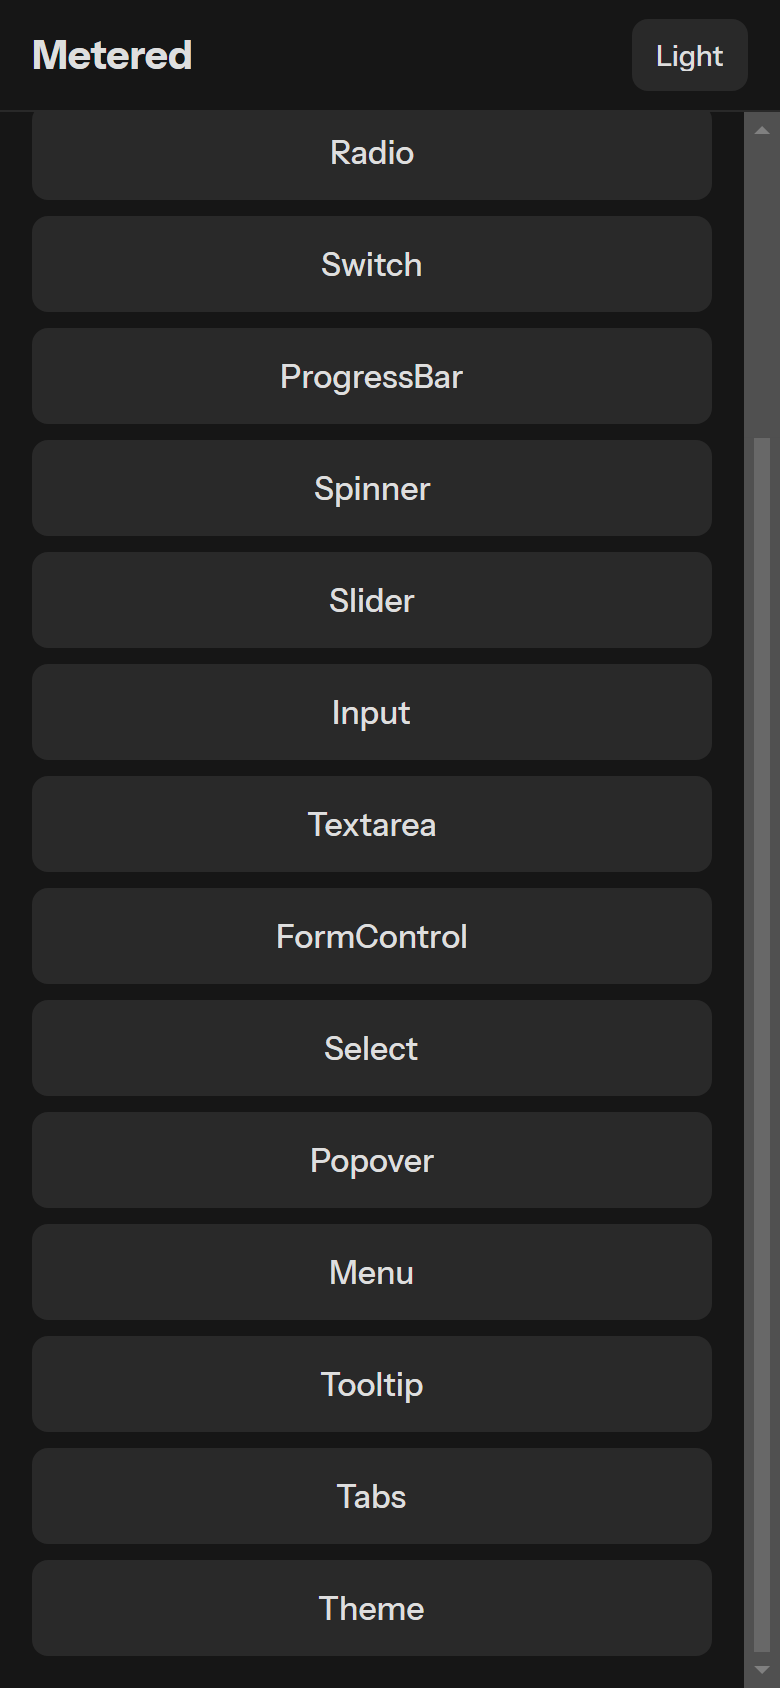 Metered
Light
Radio
Switch
ProgressBar
Spinner
Slider
Input
Textarea
FormControl
Select
Popover
Menu
Tooltip
Tabs
Theme